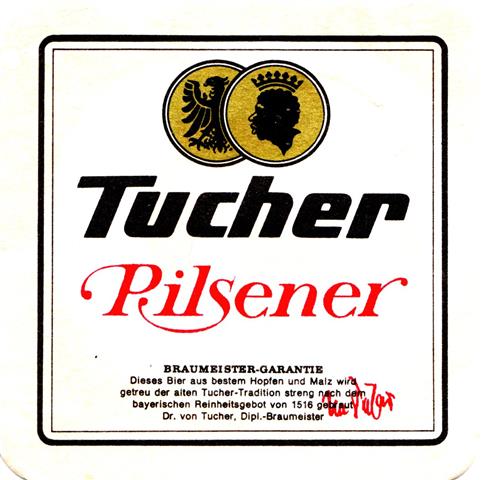 Tucher
Pilsener
BRAUMEISTER-GARANTIE
Dieses Bier aus bestem Hopfen und Malz wird
getreu der alten Tucher-Tradition streng nach dem
bayerischen Reinheitsgebot von 1516 gebraut.
Dr. von Tucher, Dipl.-Braumeister